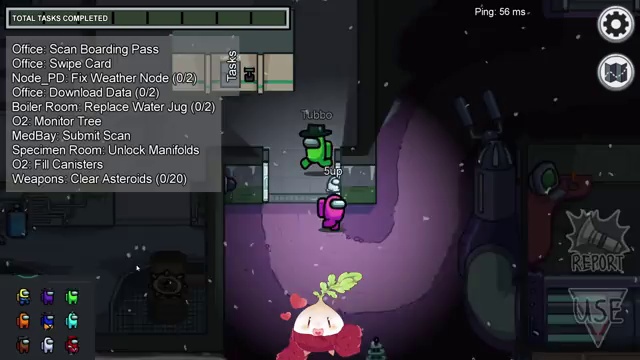 TOTAL TASKS COMPLETED
Ping: 56 ms
Office: Scan Boarding Pass
Office: Swipe Card
Node_PD: Fix Weather Node (0/2)
Office: Download Data (0/2)
Boiler Room: Replace Water Jug (0/2)
O2: Monitor Tree
MedBay: Submit Scan
Specimen Room: Unlock Manifolds
O2: Fill Canisters
Weapons: Clear Asteroids (0/20)
Tasks
Tubbo
5up
REPORT
USE